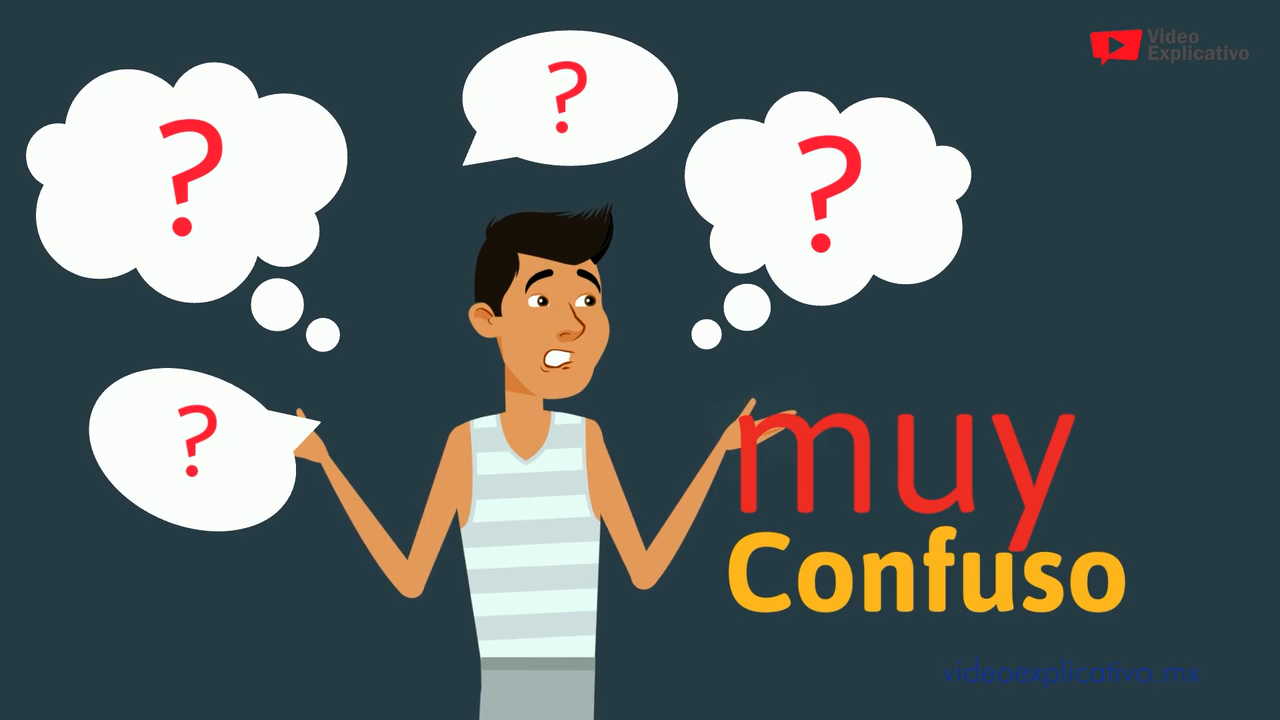 Video
Explicativo
?
?
?
?
muy
Confuso
videoexplicativo.mx